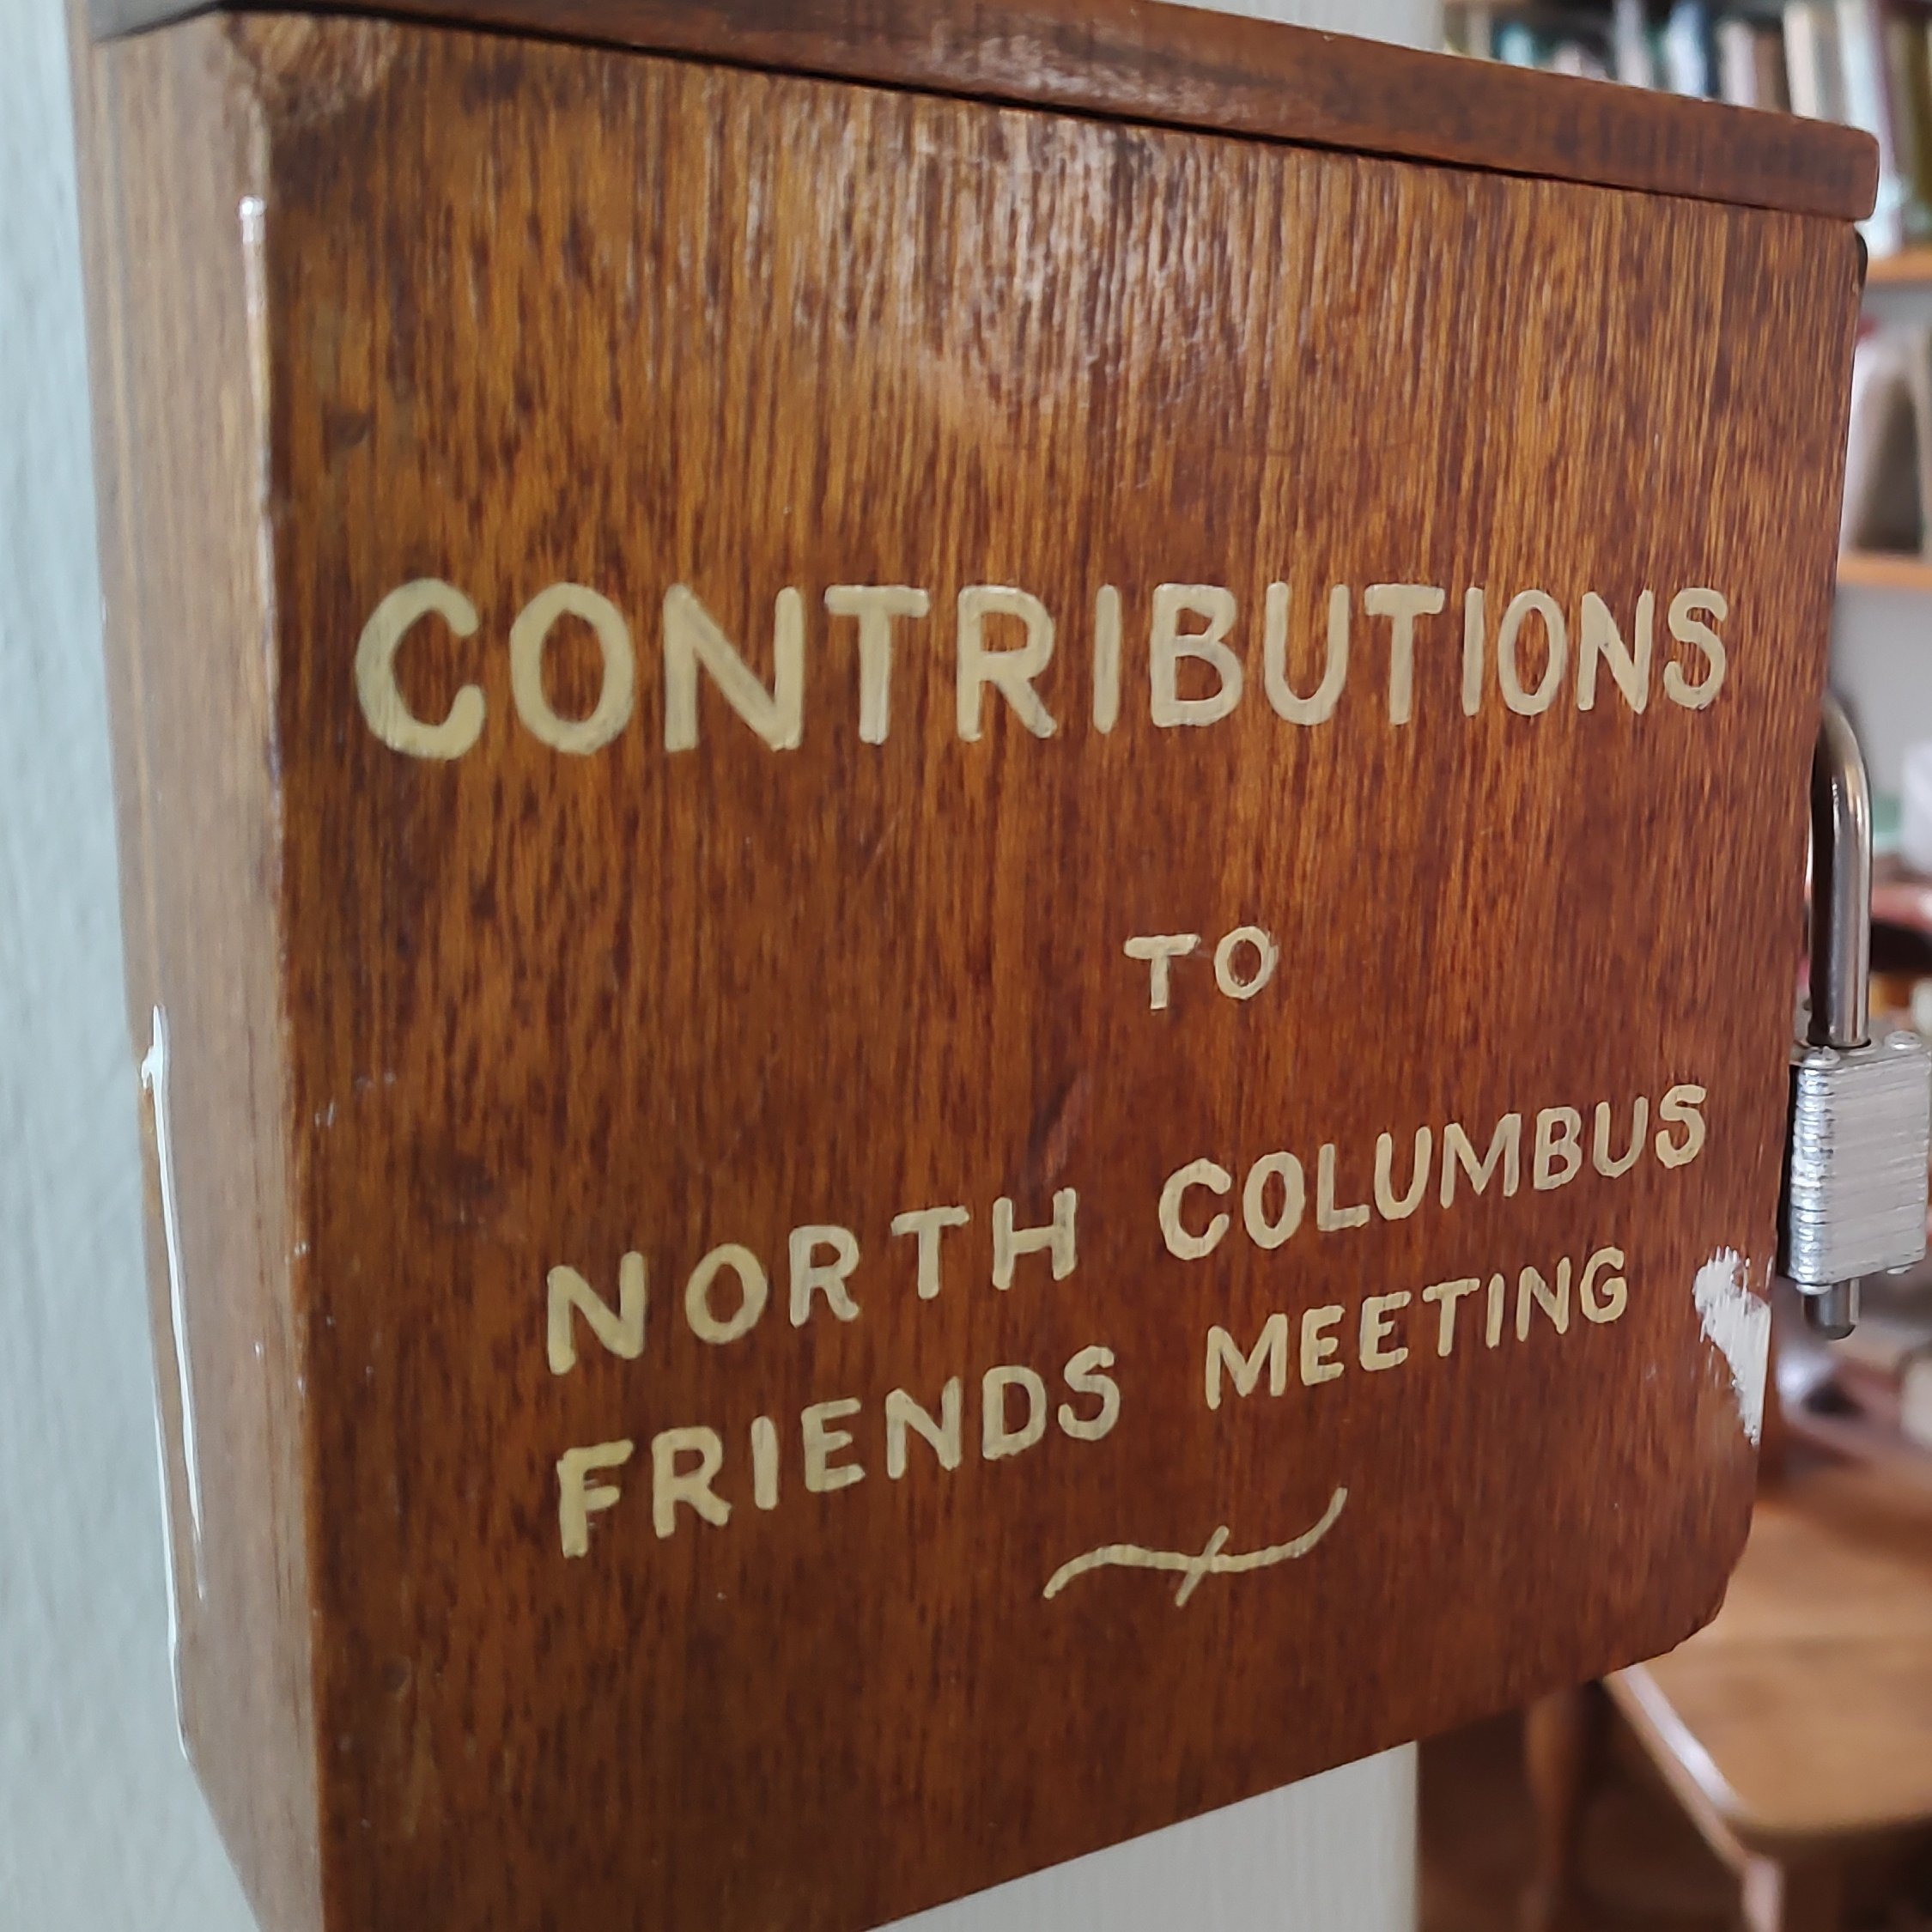 CONTRIBUTIONS
TO
NORTH COLUMBUS
FRIENDS MEETING